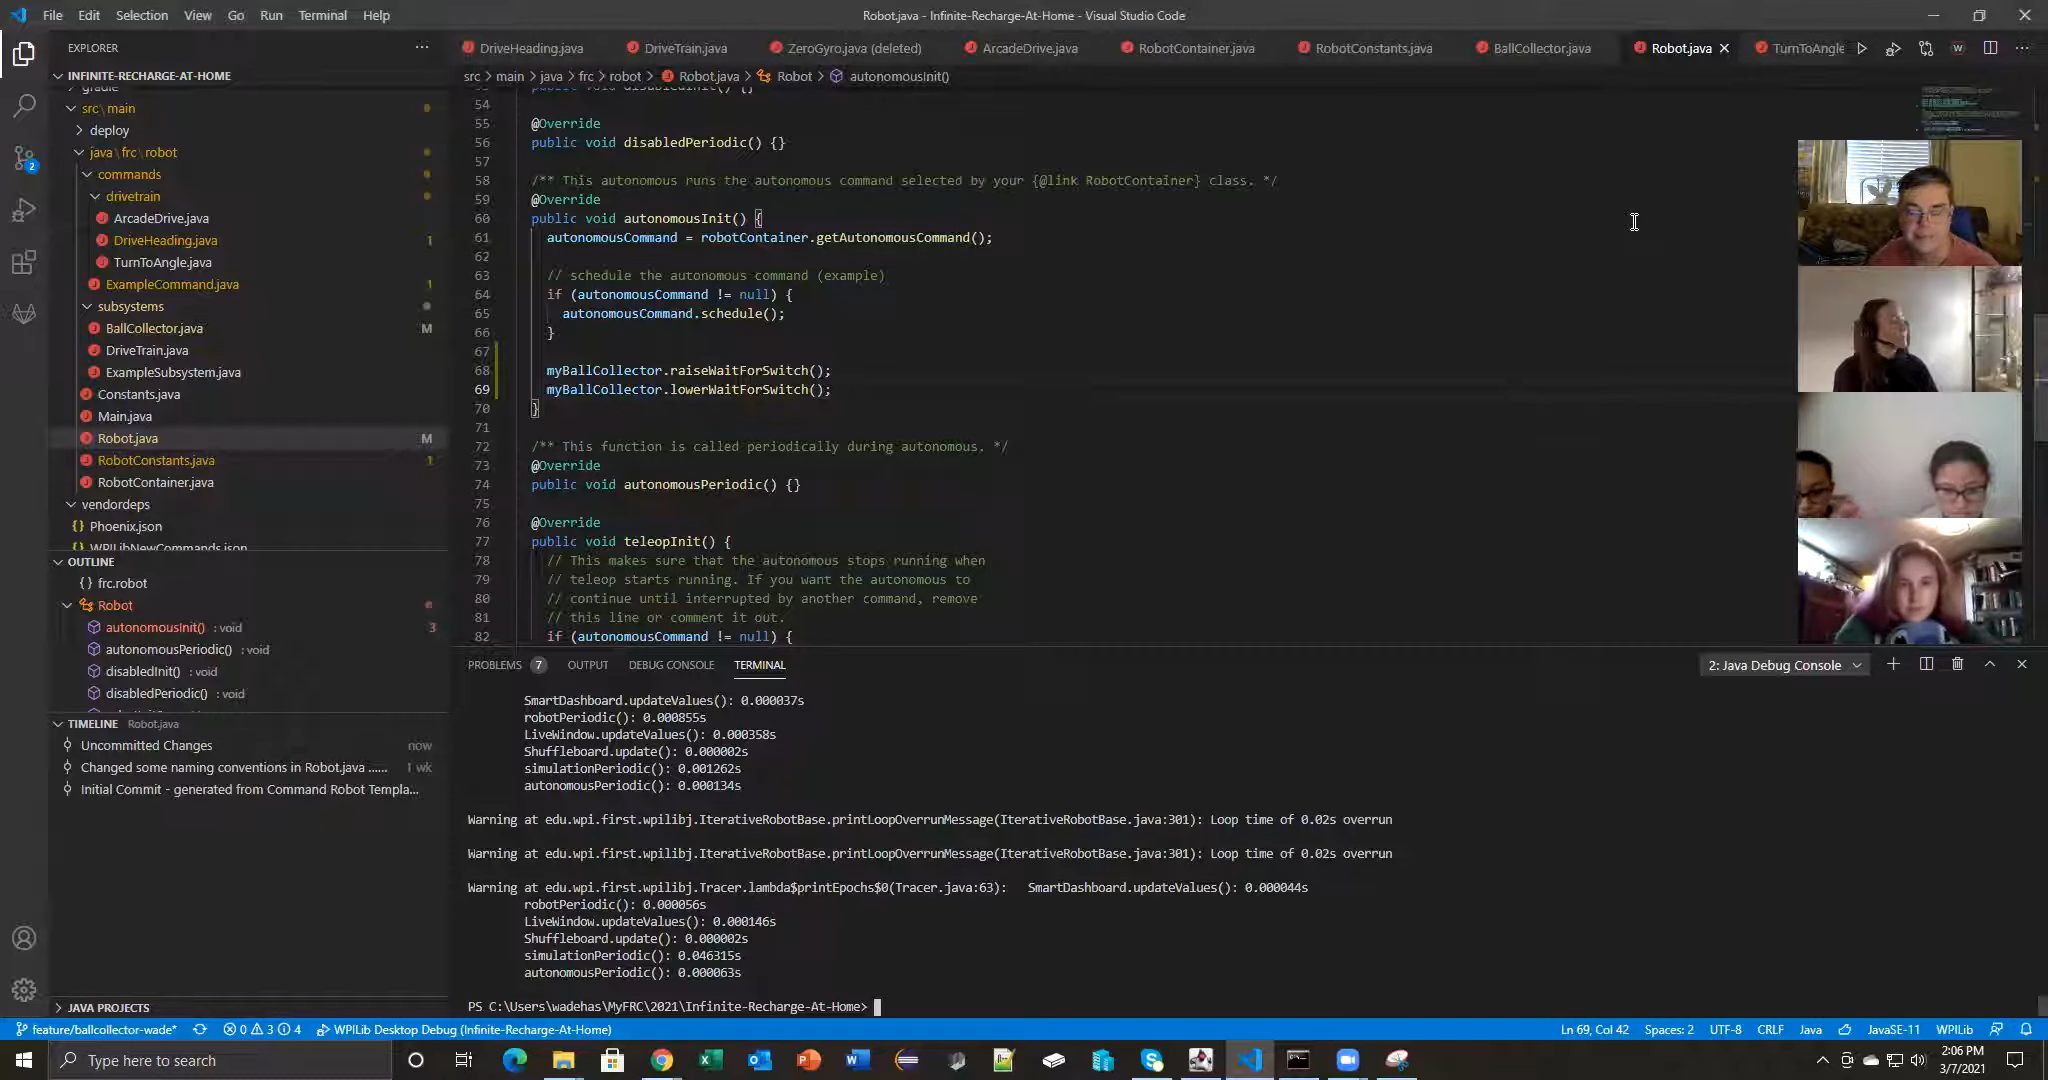 File Edit Selection View Go Run Terminal Help
Robot.java - Infinite-Recharge-At-Home - Visual Studio Code
EXPLORER
INFINITE-RECHARGE-AT-HOME
gradle
src\main
deploy
java\frc\robot
commands
drivetrain
ArcadeDrive.java
DriveHeading.java 1
TurnToAngle.java
ExampleCommand.java 1
subsystems
BallCollector.java M
DriveTrain.java
ExampleSubsystem.java
Constants.java
Main.java
Robot.java M
RobotConstants.java 1
RobotContainer.java
vendordeps
Phoenix.json
WPILibNewCommands.json
OUTLINE
frc.robot
Robot
autonomousInit() : void 3
autonomousPeriodic() : void
disabledInit() : void
disabledPeriodic() : void
TIMELINE Robot.java
Uncommitted Changes now
Changed some naming conventions in Robot.java ...... 1 wk
Initial Commit - generated from Command Robot Templa...
JAVA PROJECTS
DriveHeading.java DriveTrain.java ZeroGyro.java (deleted) ArcadeDrive.java RobotContainer.java RobotConstants.java BallCollector.java Robot.java TurnToAngle
src > main > java > frc > robot > Robot.java > Robot > autonomousInit()
54
55 @Override
56 public void disabledPeriodic() {}
57
58 /** This autonomous runs the autonomous command selected by your {@link RobotContainer} class. */
59 @Override
60 public void autonomousInit() {
61 autonomousCommand = robotContainer.getAutonomousCommand();
62
63 // schedule the autonomous command (example)
64 if (autonomousCommand != null) {
65 autonomousCommand.schedule();
66 }
67
68 myBallCollector.raiseWaitForSwitch();
69 myBallCollector.lowerWaitForSwitch();
70 }
71
72 /** This function is called periodically during autonomous. */
73 @Override
74 public void autonomousPeriodic() {}
75
76 @Override
77 public void teleopInit() {
78 // This makes sure that the autonomous stops running when
79 // teleop starts running. If you want the autonomous to
80 // continue until interrupted by another command, remove
81 // this line or comment it out.
82 if (autonomousCommand != null) {
PROBLEMS 7 OUTPUT DEBUG CONSOLE TERMINAL 2: Java Debug Console
SmartDashboard.updateValues(): 0.000037s
robotPeriodic(): 0.000855s
LiveWindow.updateValues(): 0.000358s
Shuffleboard.update(): 0.000002s
simulationPeriodic(): 0.001262s
autonomousPeriodic(): 0.000134s
Warning at edu.wpi.first.wpilibj.IterativeRobotBase.printLoopOverrunMessage(IterativeRobotBase.java:301): Loop time of 0.02s overrun
Warning at edu.wpi.first.wpilibj.IterativeRobotBase.printLoopOverrunMessage(IterativeRobotBase.java:301): Loop time of 0.02s overrun
Warning at edu.wpi.first.wpilibj.Tracer.lambda$printEpochs$0(Tracer.java:63): SmartDashboard.updateValues(): 0.000044s
robotPeriodic(): 0.000056s
LiveWindow.updateValues(): 0.000146s
Shuffleboard.update(): 0.000002s
simulationPeriodic(): 0.046315s
autonomousPeriodic(): 0.000063s
PS C:\Users\wadehas\MyFRC\2021\Infinite-Recharge-At-Home>
feature/ballcollector-wade* 0 3 4 WPILib Desktop Debug (Infinite-Recharge-At-Home) Ln 69, Col 42 Spaces: 2 UTF-8 CRLF Java JavaSE-11 WPILib
Type here to search
2:06 PM
3/7/2021